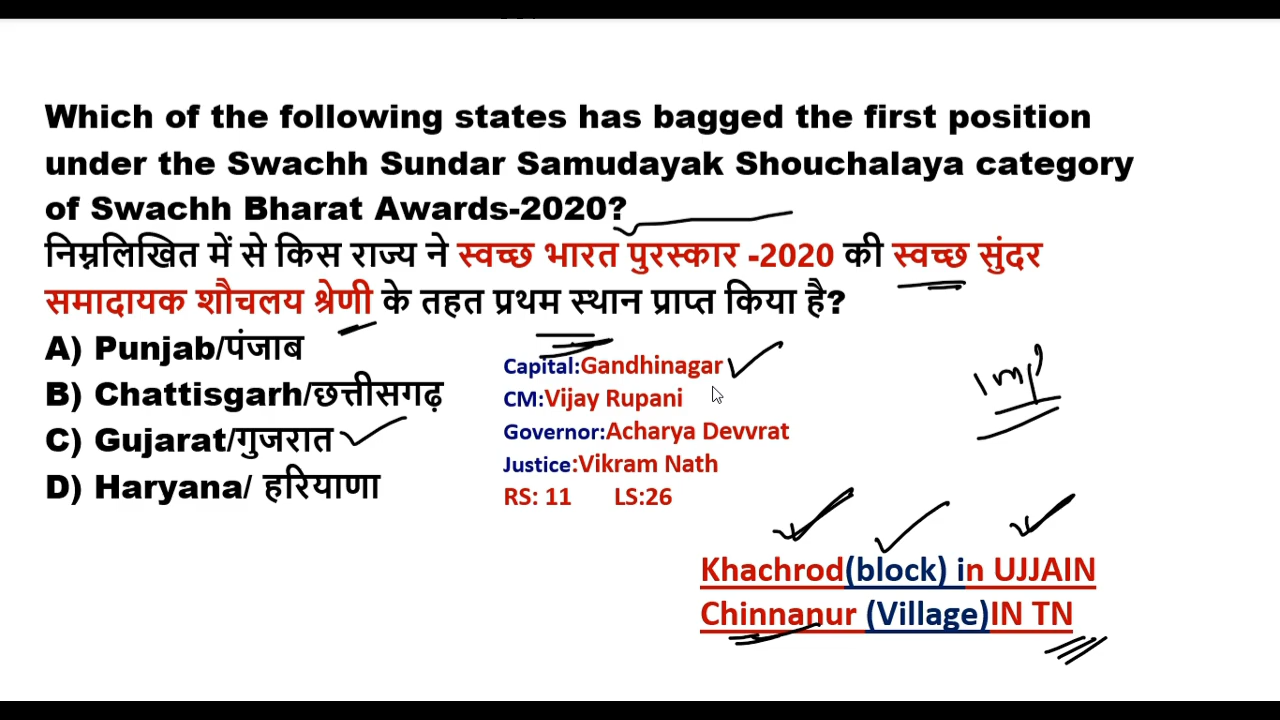 Which of the following states has bagged the first position
under the Swachh Sundar Samudayak Shouchalaya category
of Swachh Bharat Awards-2020?
निम्नलिखित में से किस राज्य ने स्वच्छ भारत पुरस्कार -2020 की स्वच्छ सुंदर
समादायक शौचलय श्रेणी के तहत प्रथम स्थान प्राप्त किया है?
A) Punjab/पंजाब
B) Chattisgarh/छत्तीसगढ़
C) Gujarat/गुजरात
D) Haryana/ हरियाणा
Capital:Gandhinagar
CM:Vijay Rupani
Governor:Acharya Devvrat
Justice:Vikram Nath
RS: 11 LS:26
Imp
Khachrod(block) in UJJAIN
Chinnanur (Village)IN TN